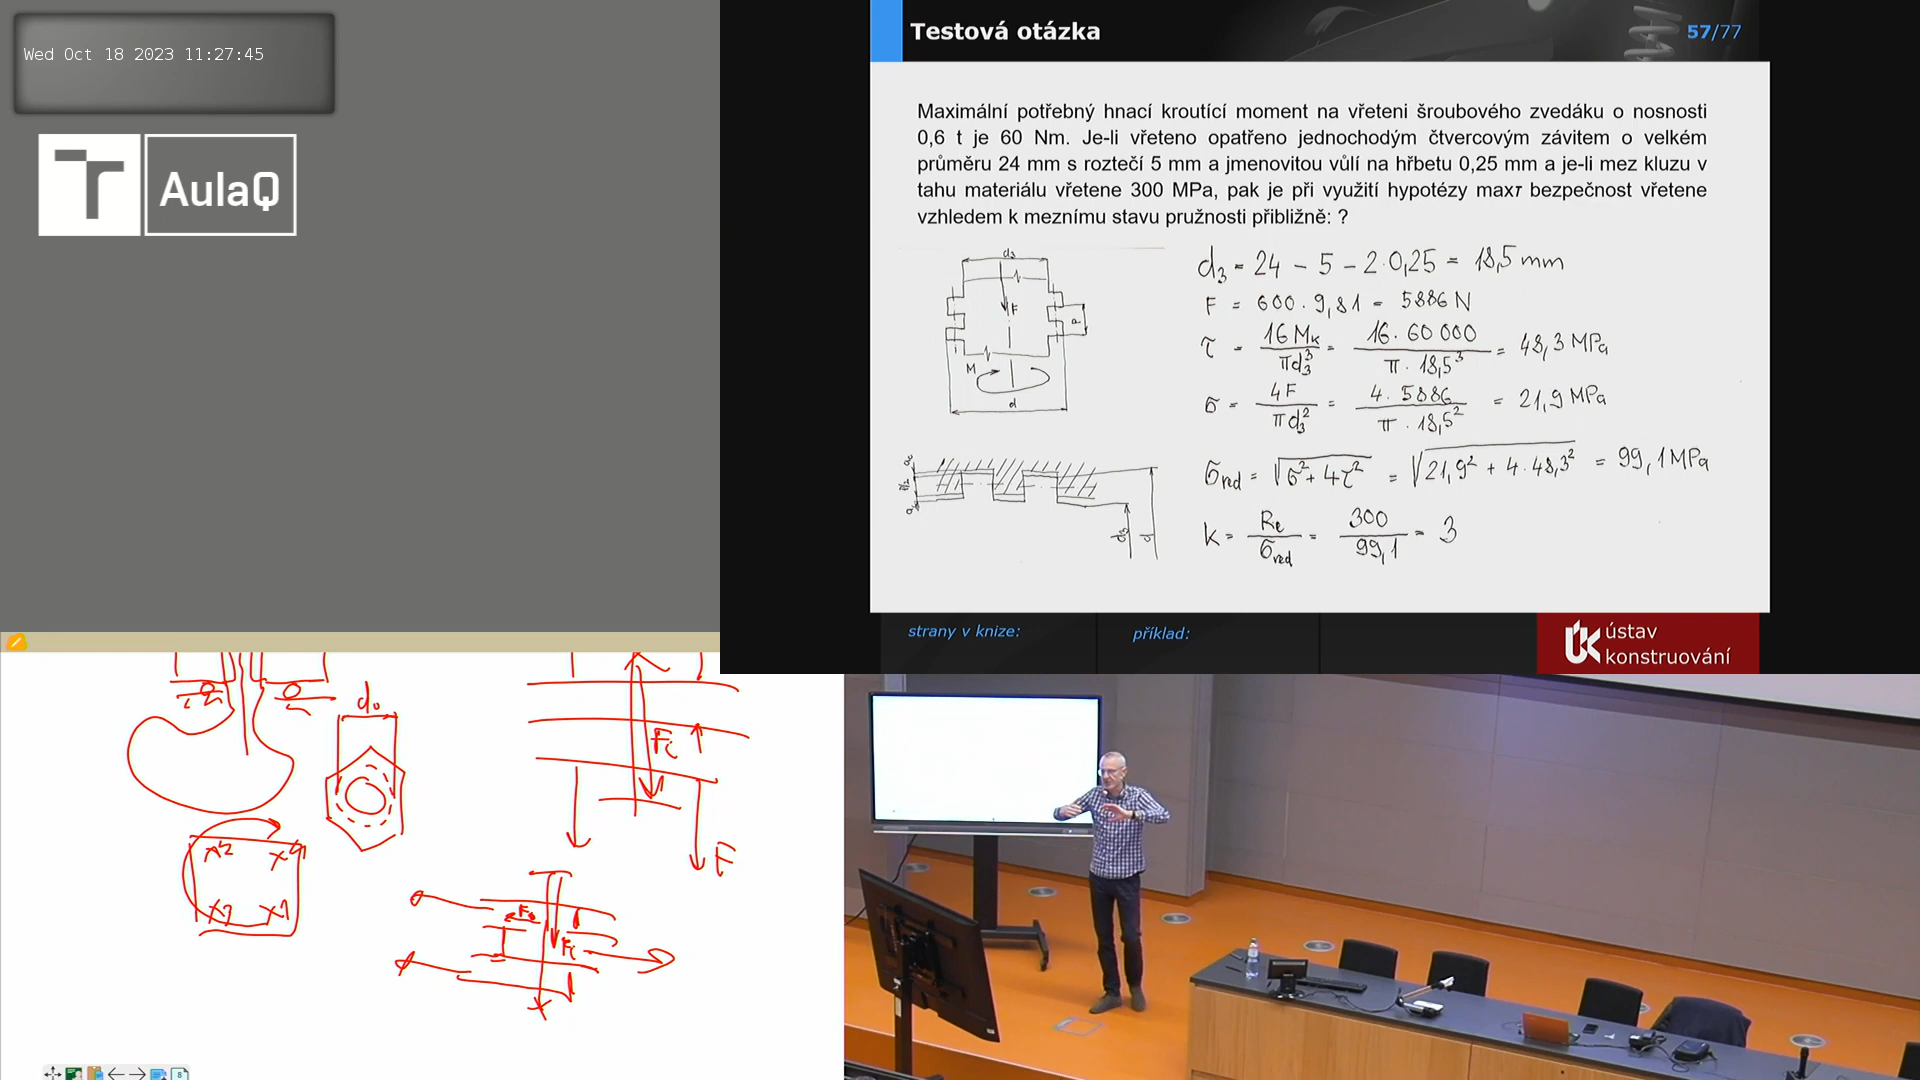 Wed Oct 18 2023 11:27:45
AulaQ
Testová otázka
57/77
Maximální potřebný hnací kroutící moment na vřeteni šroubového zvedáku o nosnosti
0,6 t je 60 Nm. Je-li vřeteno opatřeno jednochodým čtvercovým závitem o velkém
průměru 24 mm s roztečí 5 mm a jmenovitou vůlí na hřbetu 0,25 mm a je-li mez kluzu v
tahu materiálu vřetene 300 MPa, pak je při využití hypotézy maxτ bezpečnost vřetene
vzhledem k meznímu stavu pružnosti přibližně: ?
d₃
F
P
M
d
d₃ = 24 - 5 - 2·0,25 = 18,5 mm
F = 600 · 9,81 = 5886 N
τ = 16 Mk / πd₃³ = 16 · 60 000 / π · 18,5³ = 48,3 MPa
σ = 4F / πd₃² = 4 · 5886 / π · 18,5² = 21,9 MPa
σred = √σ² + 4τ² = √21,9² + 4 · 48,3² = 99,1 MPa
k = Re / σred = 300 / 99,1 = 3
d₃
d
strany v knize:
příklad:
ÚK
ústav
konstruování
d₀
Fi
F
Fi